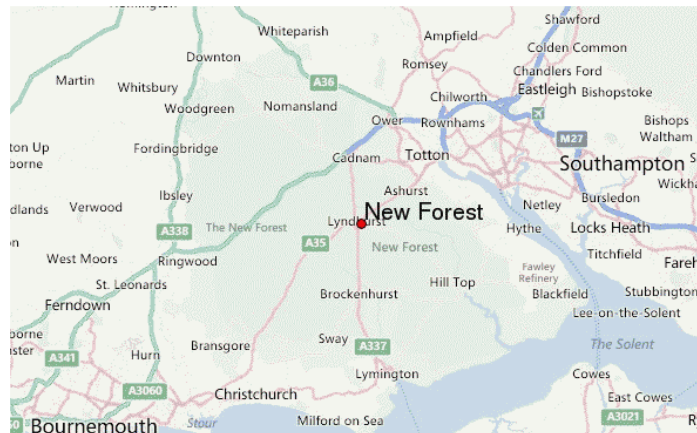 Shawford
Whiteparish
Ampfield
Colden Common
Downton
Romsey
Chandlers Ford
Martin
Whitsbury
A36
Eastleigh
Bishopstoke
Woodgreen
Nomansland
Chilworth
Ower
Rownhams
Bishops
Waltham
M27
Fordingbridge
Cadnam
Totton
Southampton
Ashurst
Ibsley
Verwood
Netley
Bursledon
New Forest
Lyndhurst
The New Forest
A338
Hythe
Locks Heath
A35
New Forest
Titchfield
West Moors
Ringwood
Fawley
Refinery
St. Leonards
Hill Top
Brockenhurst
Blackfield
Stubbington
Ferndown
Lee-on-the-Solent
Sway
A337
The Solent
Bransgore
Hurn
A341
Lymington
Cowes
A3060
Christchurch
East Cowes
A3021
Stour
Milford on Sea
Bournemouth